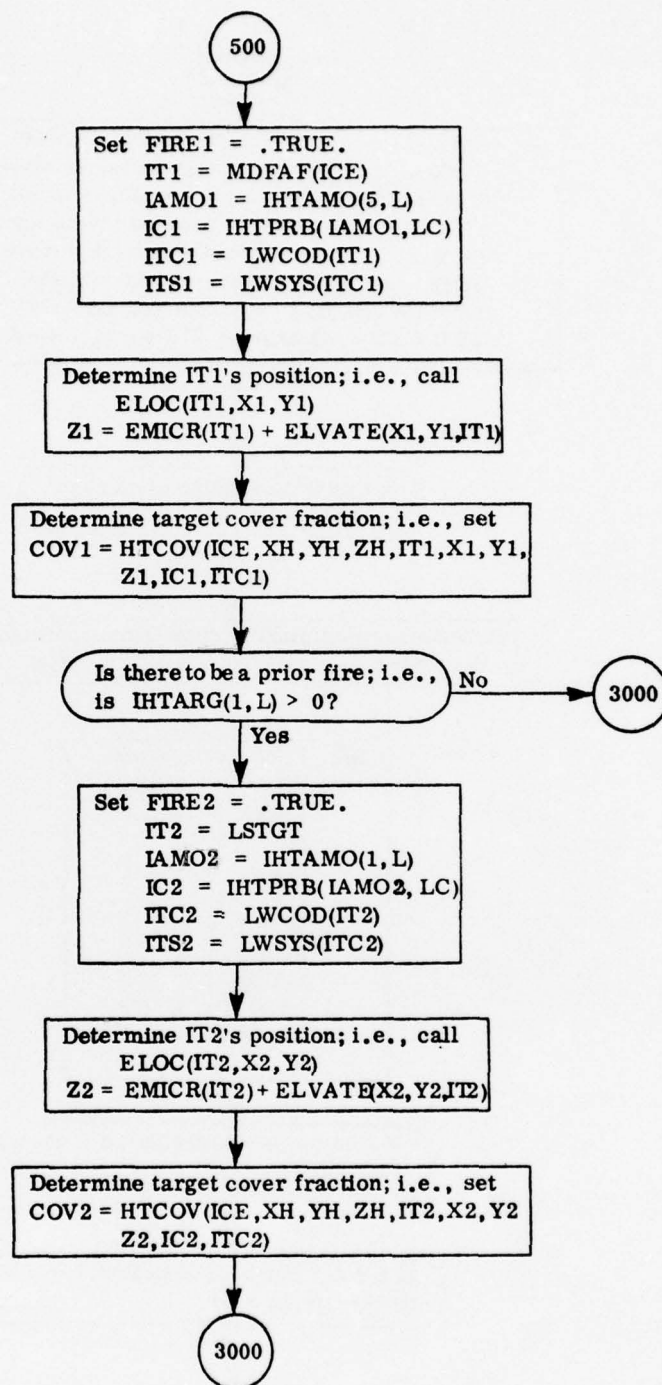 500
Set FIRE1 = .TRUE.
IT1 = MDFAF(ICE)
IAMO1 = IHTAMO(5,L)
IC1 = IHTPRB(IAMO1,LC)
ITC1 = LWCOD(IT1)
ITS1 = LWSYS(ITC1)
Determine IT1's position; i.e., call
ELOC(IT1,X1,Y1)
Z1 = EMICR(IT1) + ELVATE(X1,Y1,IT1)
Determine target cover fraction; i.e., set
COV1 = HTCOV(ICE,XH,YH,ZH,IT1,X1,Y1,
Z1,IC1,ITC1)
Is there to be a prior fire; i.e.,
is IHTARG(1,L) > 0?
No
3000
Yes
Set FIRE2 = .TRUE.
IT2 = LSTGT
IAMO2 = IHTAMO(1,L)
IC2 = IHTPRB(IAMO2, LC)
ITC2 = LWCOD(IT2)
ITS2 = LWSYS(ITC2)
Determine IT2's position; i.e., call
ELOC(IT2,X2,Y2)
Z2 = EMICR(IT2) + ELVATE(X2,Y2,IT2)
Determine target cover fraction; i.e., set
COV2 = HTCOV(ICE,XH,YH,ZH,IT2,X2,Y2
Z2,IC2,ITC2)
3000